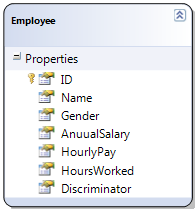 Employee
Properties
ID
Name
Gender
AnuualSalary
HourlyPay
HoursWorked
Discriminator